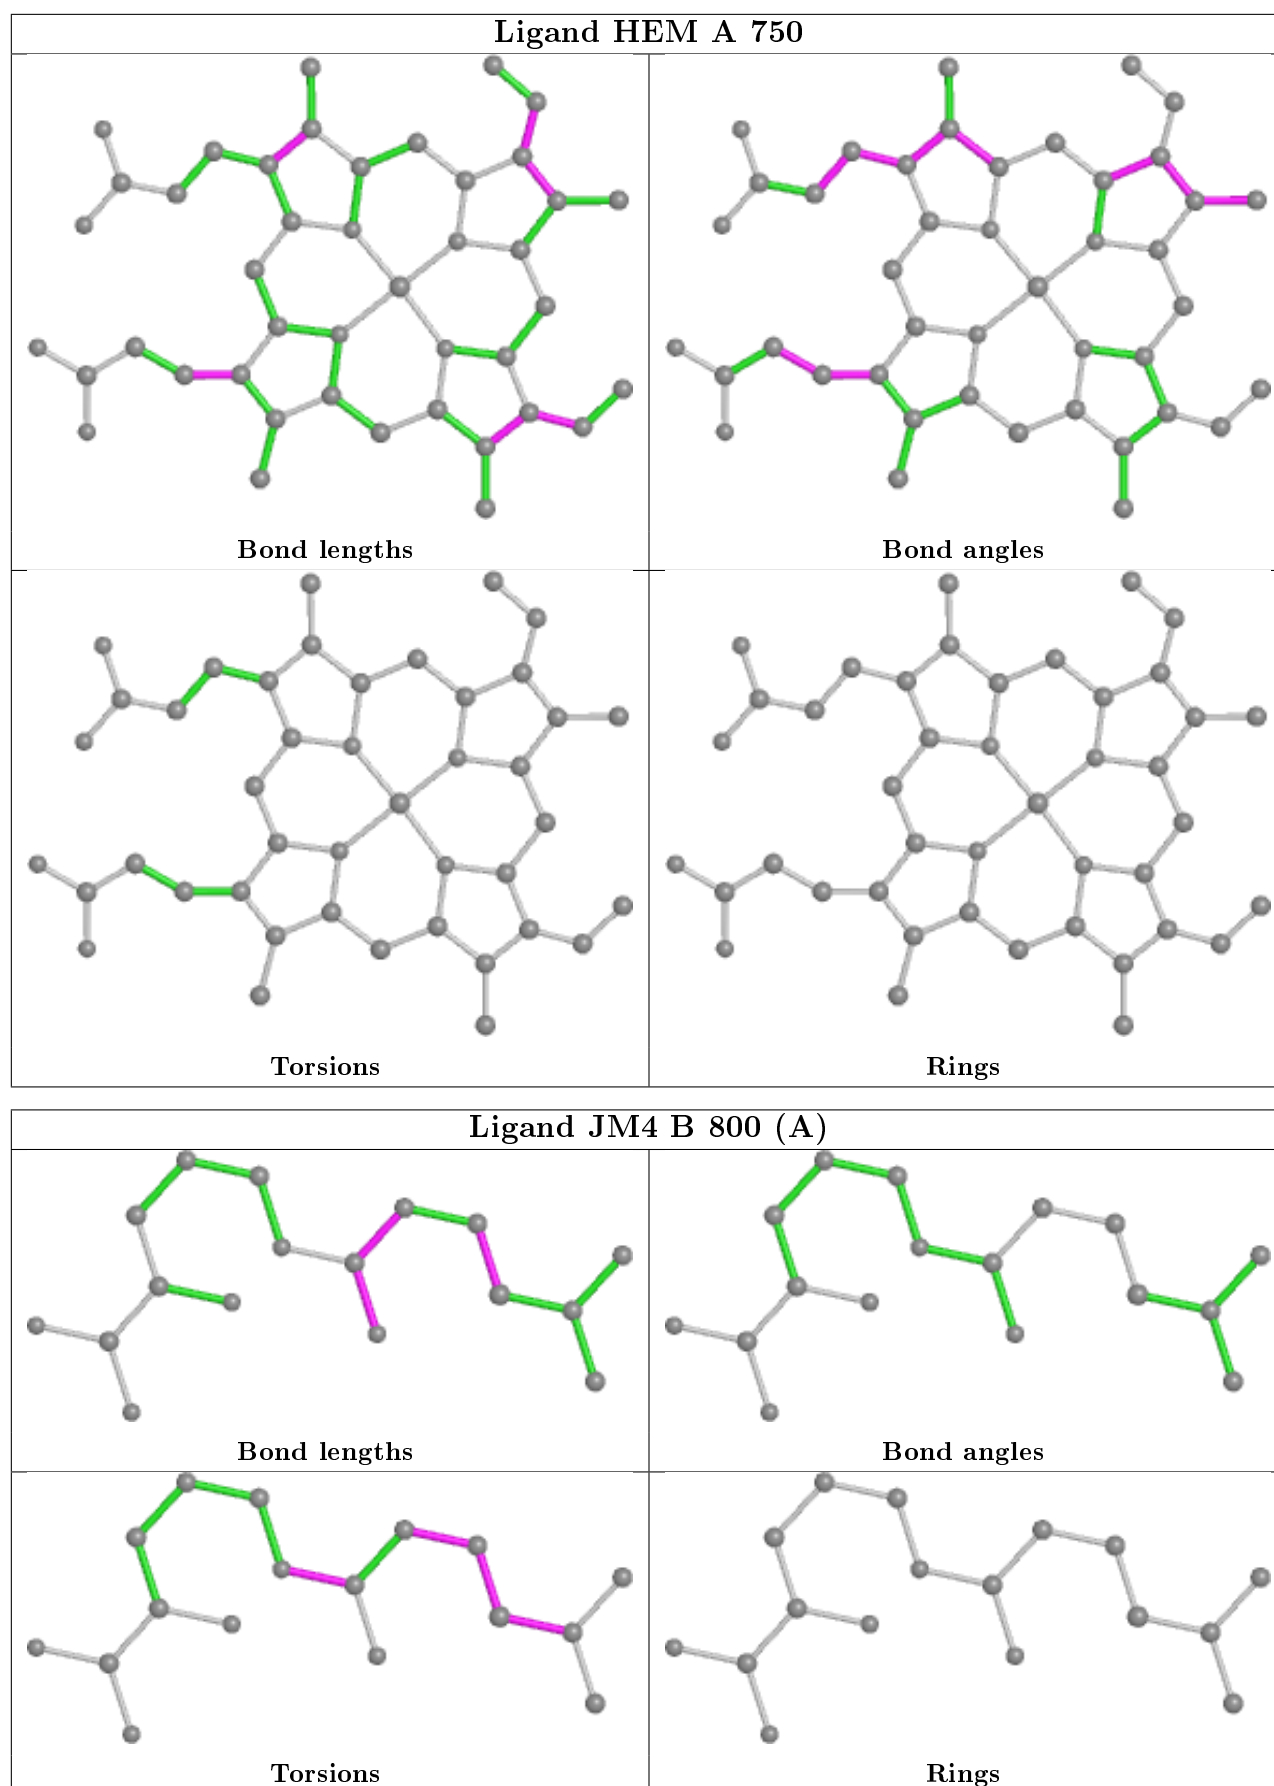 Ligand HEM A 750
Bond lengths
Bond angles
Torsions
Rings
Ligand JM4 B 800 (A)
Bond lengths
Bond angles
Torsions
Rings